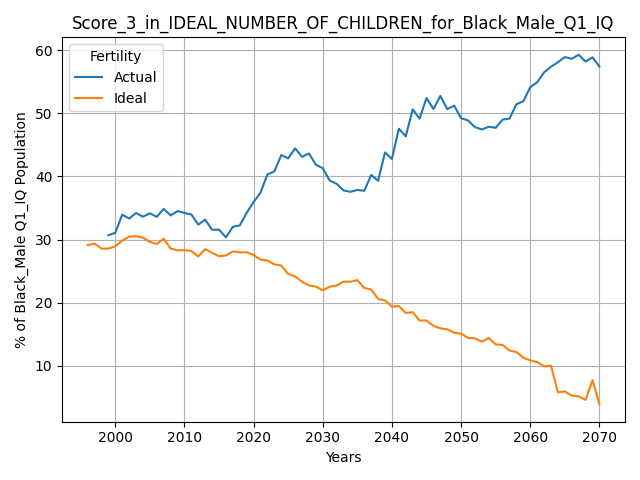 Score_3_in_IDEAL_NUMBER_OF_CHILDREN_for_Black_Male_Q1_IQ
Fertility
Actual
Ideal
% of Black_Male Q1_IQ Population
60
50
40
30
20
10
2000 2010 2020 2030 2040 2050 2060 2070
Years